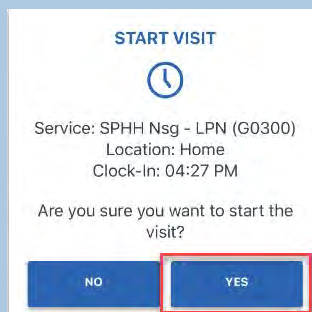 START VISIT
Service: SPHH Nsg - LPN (G0300)
Location: Home
Clock-In: 04:27 PM
Are you sure you want to start the
visit?
NO YES